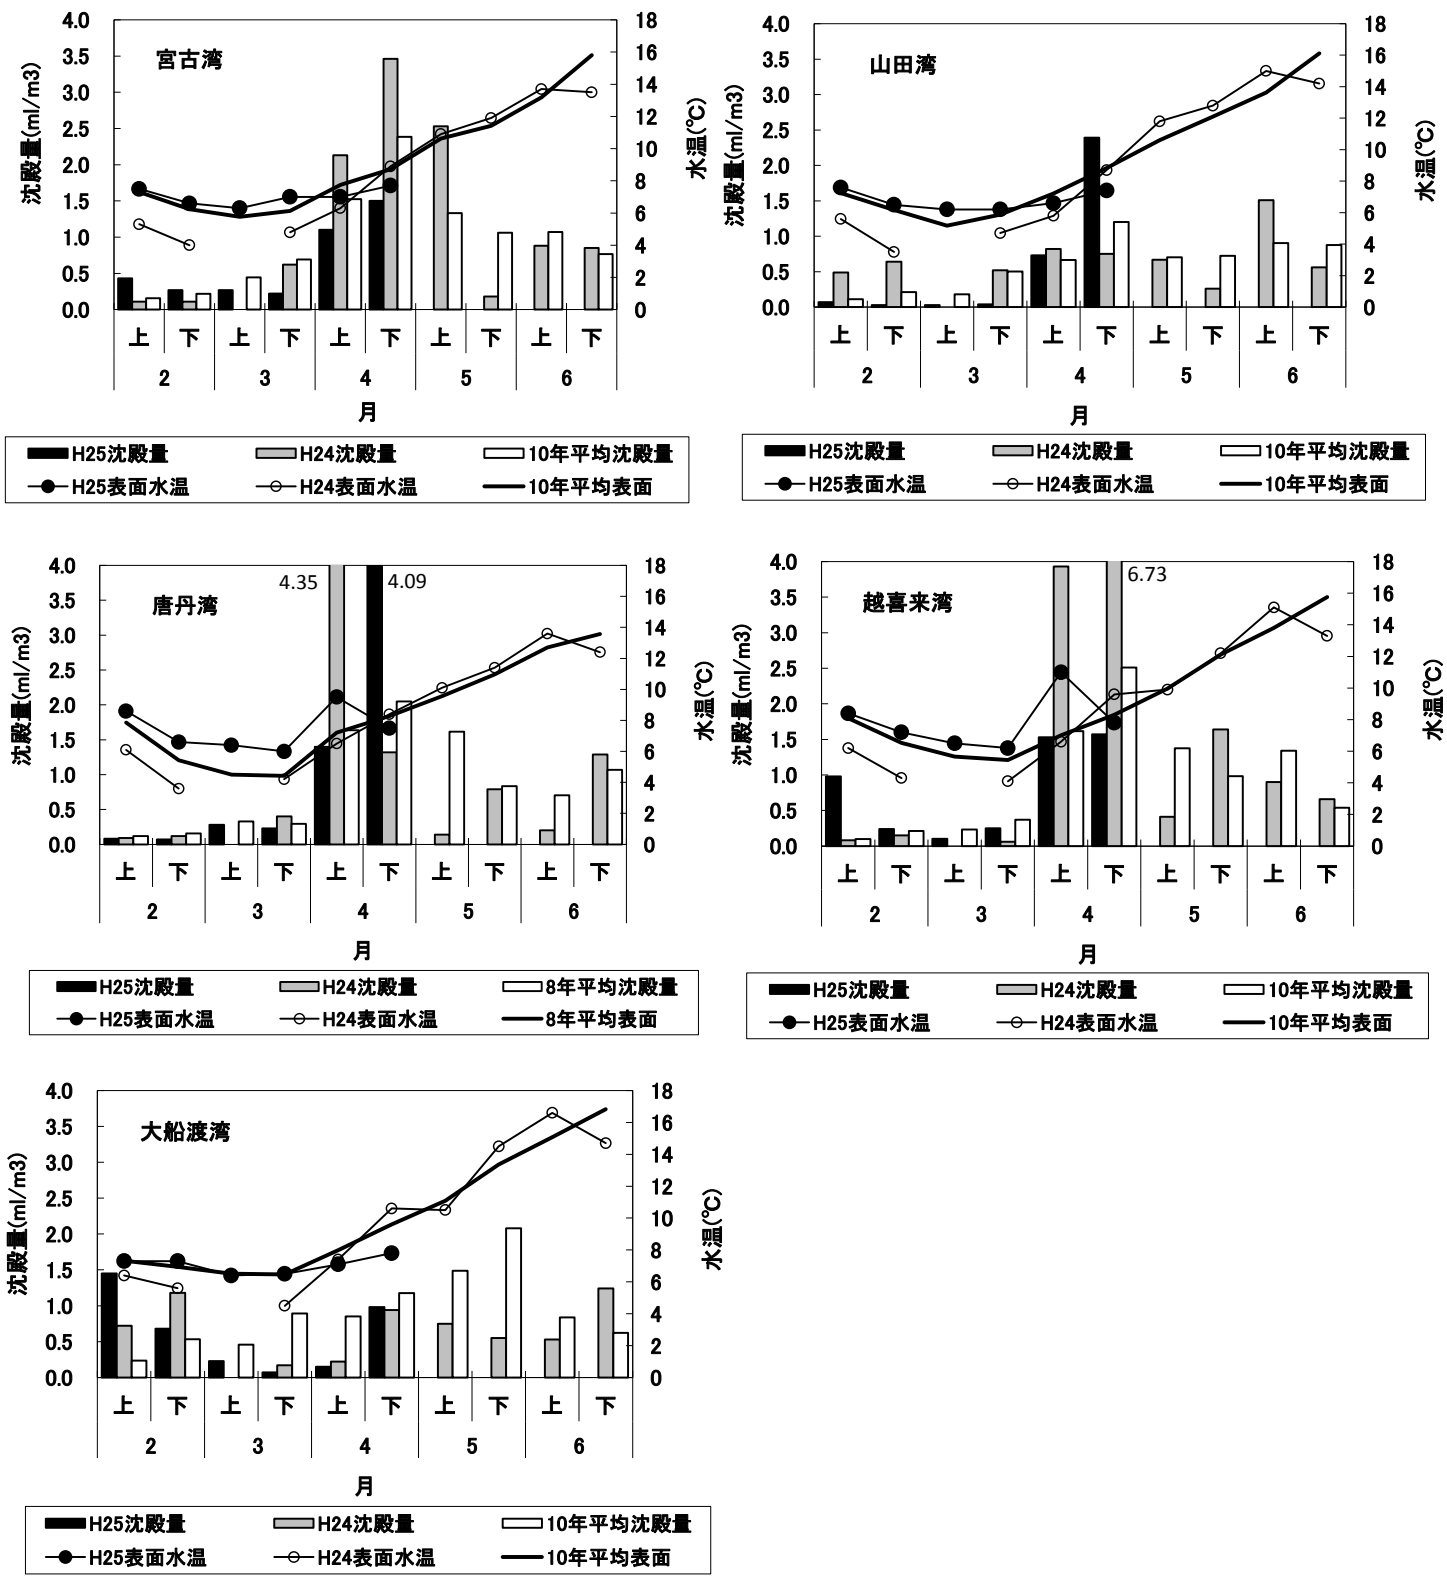 宮古湾
沈殿量(ml/m3)
4.0
3.5
3.0
2.5
2.0
1.5
1.0
0.5
0.0
18
16
14
12
10
8
6
4
2
0
水温(℃)
上 下 上 下 上 下 上 下 上 下
2 3 4 5 6
月
H25沈殿量 H24沈殿量 10年平均沈殿量
H25表面水温 H24表面水温 10年平均表面
山田湾
沈殿量(ml/m3)
4.0
3.5
3.0
2.5
2.0
1.5
1.0
0.5
0.0
18
16
14
12
10
8
6
4
2
0
水温(℃)
上 下 上 下 上 下 上 下 上 下
2 3 4 5 6
月
H25沈殿量 H24沈殿量 10年平均沈殿量
H25表面水温 H24表面水温 10年平均表面
唐丹湾
4.35 4.09
沈殿量(ml/m3)
4.0
3.5
3.0
2.5
2.0
1.5
1.0
0.5
0.0
18
16
14
12
10
8
6
4
2
0
水温(℃)
上 下 上 下 上 下 上 下 上 下
2 3 4 5 6
月
H25沈殿量 H24沈殿量 8年平均沈殿量
H25表面水温 H24表面水温 8年平均表面
越喜来湾
6.73
沈殿量(ml/m3)
4.0
3.5
3.0
2.5
2.0
1.5
1.0
0.5
0.0
18
16
14
12
10
8
6
4
2
0
水温(℃)
上 下 上 下 上 下 上 下 上 下
2 3 4 5 6
月
H25沈殿量 H24沈殿量 10年平均沈殿量
H25表面水温 H24表面水温 10年平均表面
大船渡湾
沈殿量(ml/m3)
4.0
3.5
3.0
2.5
2.0
1.5
1.0
0.5
0.0
18
16
14
12
10
8
6
4
2
0
水温(℃)
上 下 上 下 上 下 上 下 上 下
2 3 4 5 6
月
H25沈殿量 H24沈殿量 10年平均沈殿量
H25表面水温 H24表面水温 10年平均表面